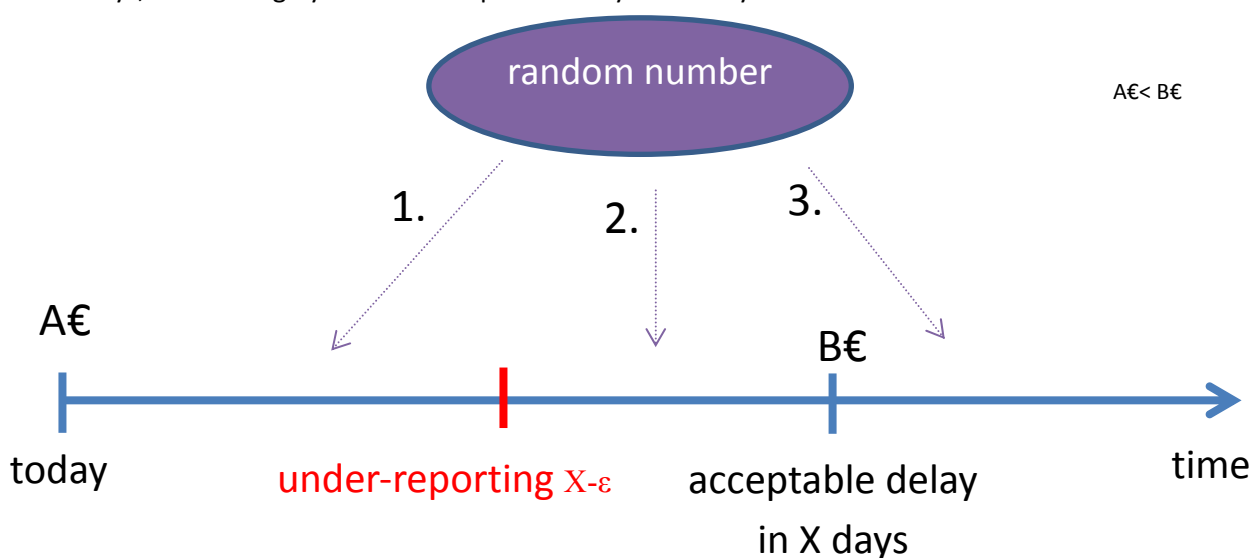 random number
A€< B€
1.
2.
3.
A€
B€
today
under-reporting X-ε
acceptable delay
in X days
time